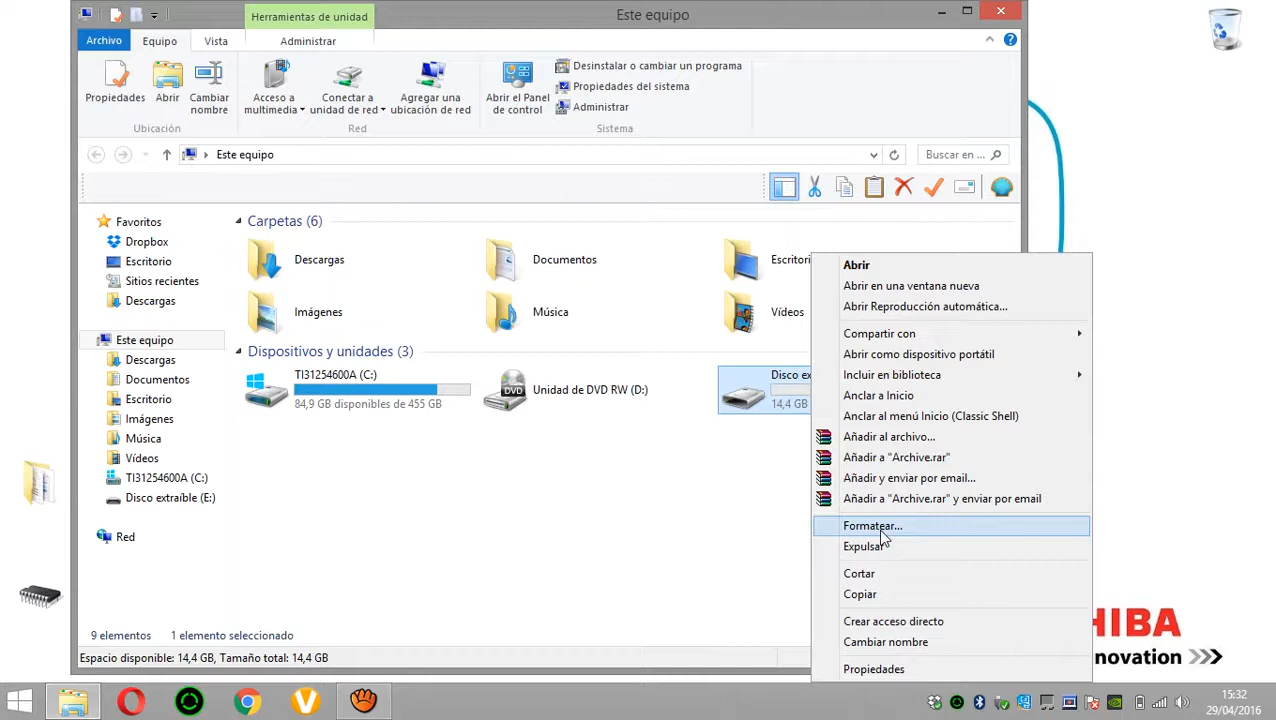 Herramientas de unidad
Este equipo
Archivo
Equipo
Vista
Administrar
Propiedades
Abrir
Cambiar
nombre
Ubicación
Acceso a
multimedia
Conectar a
unidad de red
Agregar una
ubicación de red
Red
Abrir el Panel
de control
Desinstalar o cambiar un programa
Propiedades del sistema
Administrar
Sistema
Este equipo
Buscar en ...
Favoritos
Dropbox
Escritorio
Sitios recientes
Descargas
Este equipo
Descargas
Documentos
Escritorio
Imágenes
Música
Vídeos
TI31254600A (C:)
Disco extraíble (E:)
Red
Carpetas (6)
Descargas
Documentos
Escritori
Imágenes
Música
Vídeos
Dispositivos y unidades (3)
TI31254600A (C:)
84,9 GB disponibles de 455 GB
DVD
Unidad de DVD RW (D:)
Disco ex
14,4 GB
Abrir
Abrir en una ventana nueva
Abrir Reproducción automática...
Compartir con
Abrir como dispositivo portátil
Incluir en biblioteca
Anclar a Inicio
Anclar al menú Inicio (Classic Shell)
Añadir al archivo...
Añadir a "Archive.rar"
Añadir y enviar por email...
Añadir a "Archive.rar" y enviar por email
Formatear...
Expulsar
Cortar
Copiar
Crear acceso directo
Cambiar nombre
Propiedades
9 elementos
1 elemento seleccionado
Espacio disponible: 14,4 GB, Tamaño total: 14,4 GB
HIBA
nnovation
15:32
29/04/2016